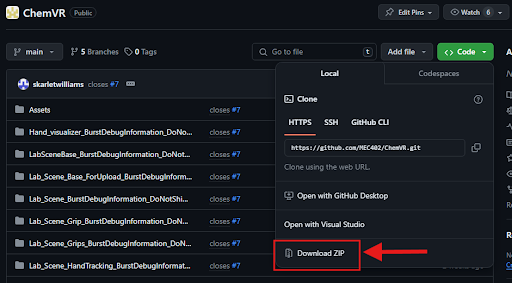 ChemVR Public
Edit Pins Watch 6
main 5 Branches 0 Tags Go to file t Add file Code
skarletwilliams closes #7
Assets closes #7
Hand_visualizer_BurstDebugInformation_DoNo... closes #7
LabSceneBase_BurstDebugInformation_DoNot... closes #7
Lab_Scene_Base_ForUpload_BurstDebugInform... closes #7
Lab_Scene_BurstDebugInformation_DoNotShi... closes #7
Lab_Scene_Grip_BurstDebugInformation_DoN... closes #7
Lab_Scene_Grips_BurstDebugInformation_DoN... closes #7
Lab_Scene_HandTracking_BurstDebugInformat... closes #7
Local Codespaces
Clone
HTTPS SSH GitHub CLI
https://github.com/MEC402/ChemVR.git
Clone using the web URL.
Open with GitHub Desktop
Open with Visual Studio
Download ZIP